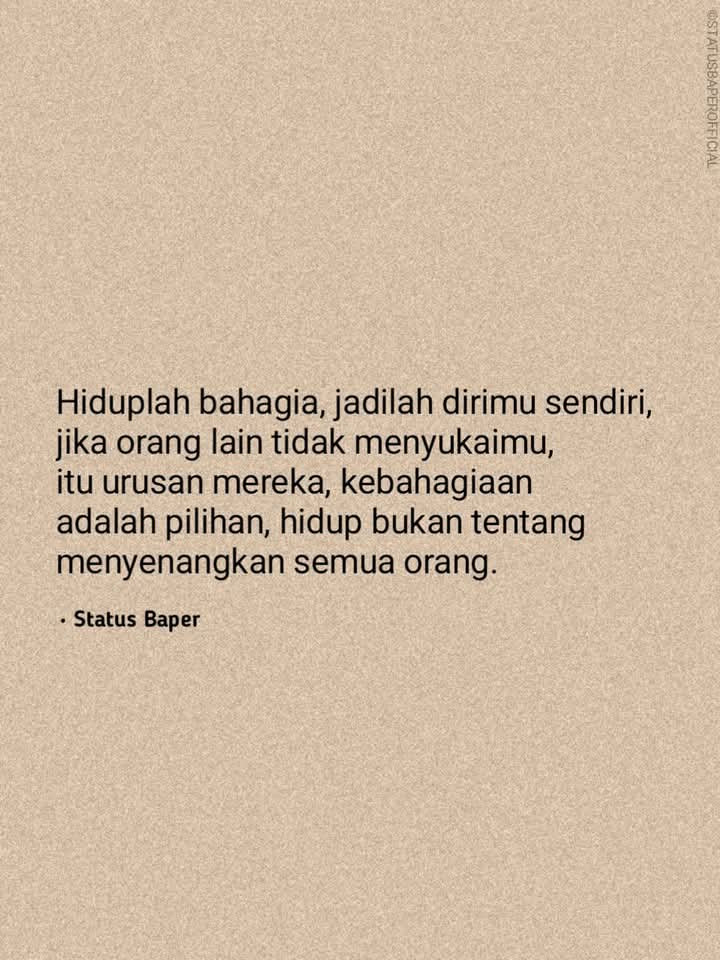 ©STATUSBAPEROFFICIAL
Hiduplah bahagia, jadilah dirimu sendiri,
jika orang lain tidak menyukaimu,
itu urusan mereka, kebahagiaan
adalah pilihan, hidup bukan tentang
menyenangkan semua orang.
• Status Baper